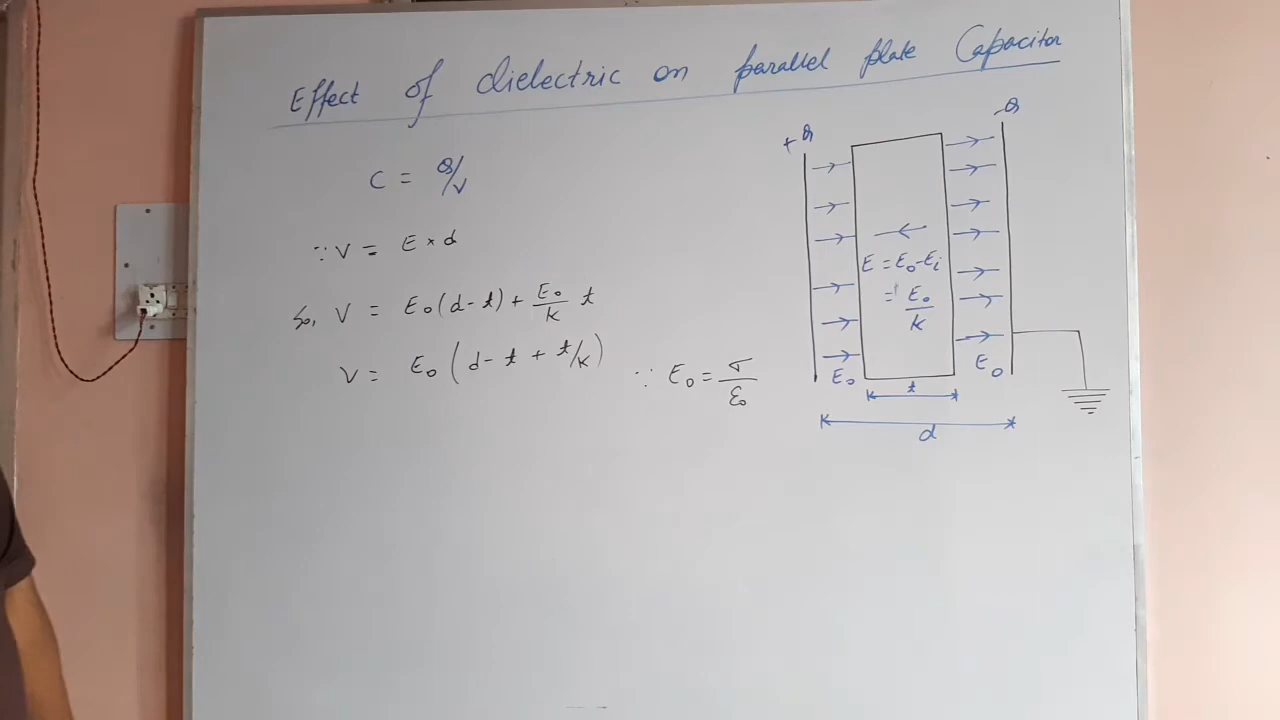 Effect of dielectric on parallel plate Capacitor
C = Q/V
∵ V = E × d
So, V = E₀(d-t) + E₀/K t
V = E₀(d-t + t/K)
∵ E₀ = σ/ε₀
+Q
-Q
E = E₀-Eᵢ
= E₀/K
E₀
E₀
t
d